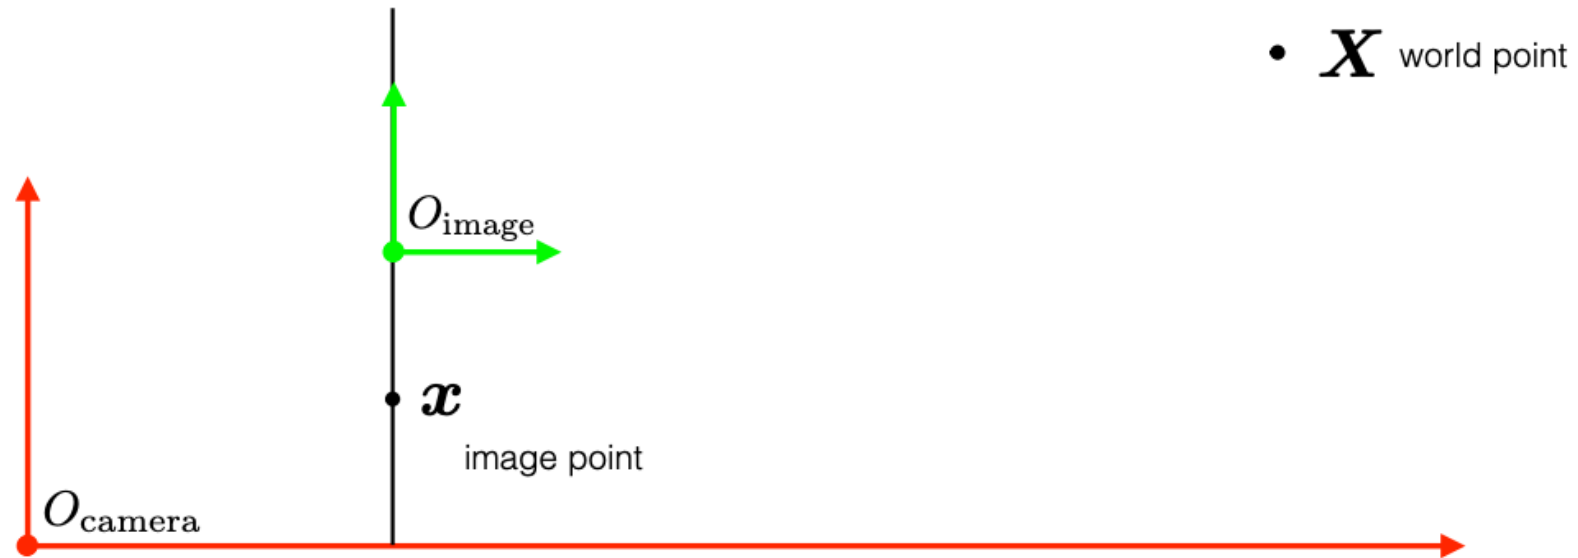 X world point
O_image
x
image point
O_camera